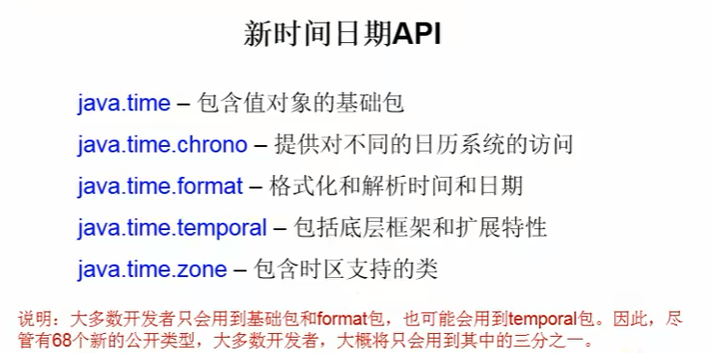 新时间日期API
java.time – 包含值对象的基础包
java.time.chrono – 提供对不同的日历系统的访问
java.time.format – 格式化和解析时间和日期
java.time.temporal – 包括底层框架和扩展特性
java.time.zone – 包含时区支持的类
说明：大多数开发者只会用到基础包和format包，也可能会用到temporal包。因此，尽
管有68个新的公开类型，大多数开发者，大概将只会用到其中的三分之一。